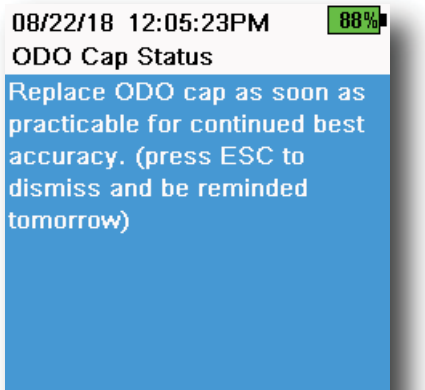 08/22/18 12:05:23PM 88%
ODO Cap Status
Replace ODO cap as soon as
practicable for continued best
accuracy. (press ESC to
dismiss and be reminded
tomorrow)